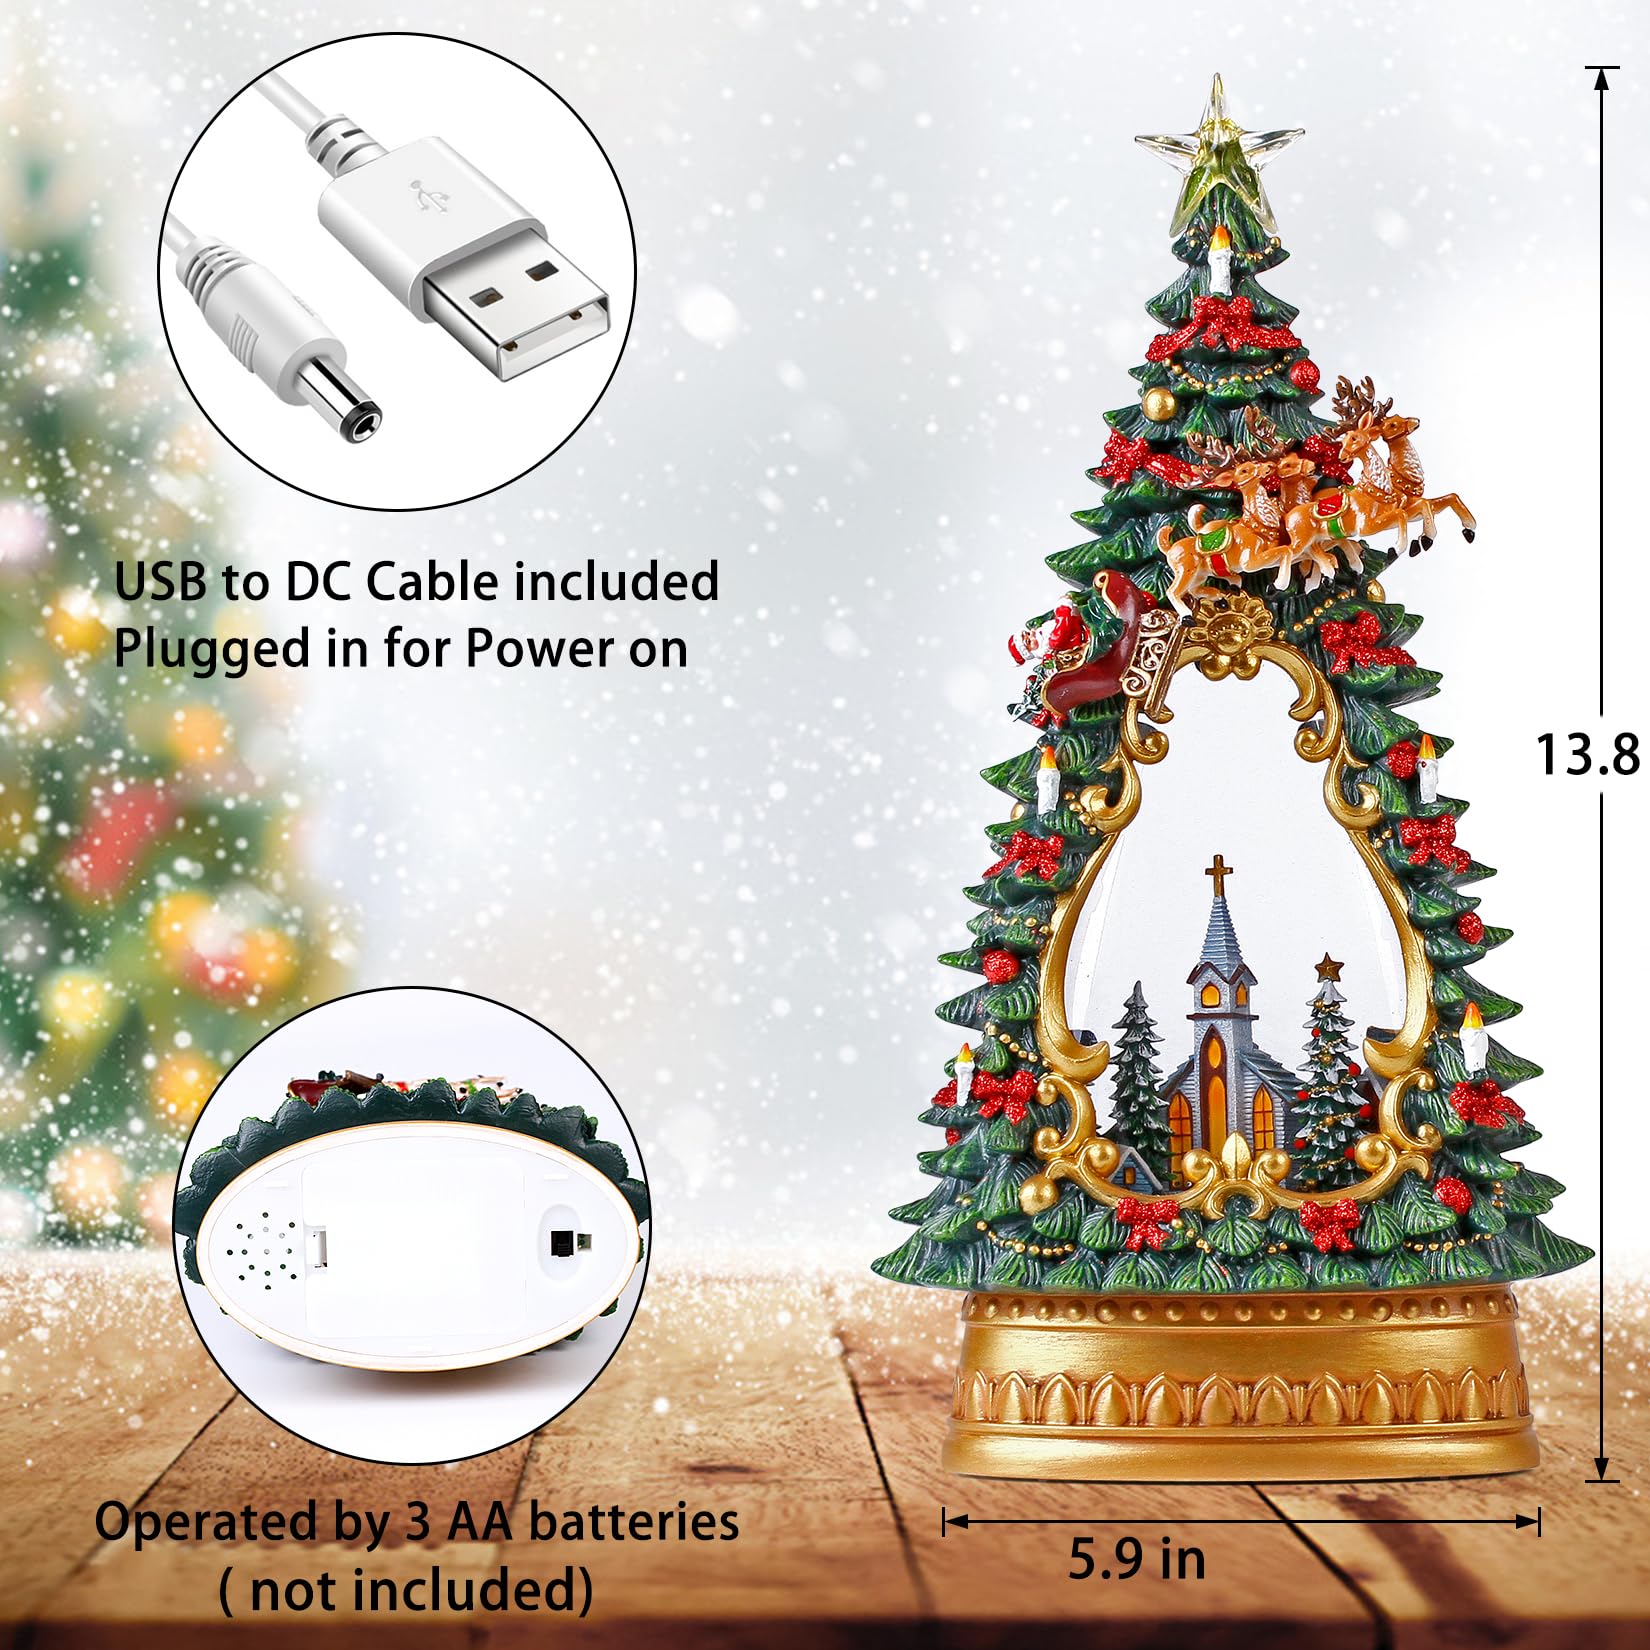 USB to DC Cable included
Plugged in for Power on
13.8
5.9 in
Operated by 3 AA batteries
( not included)